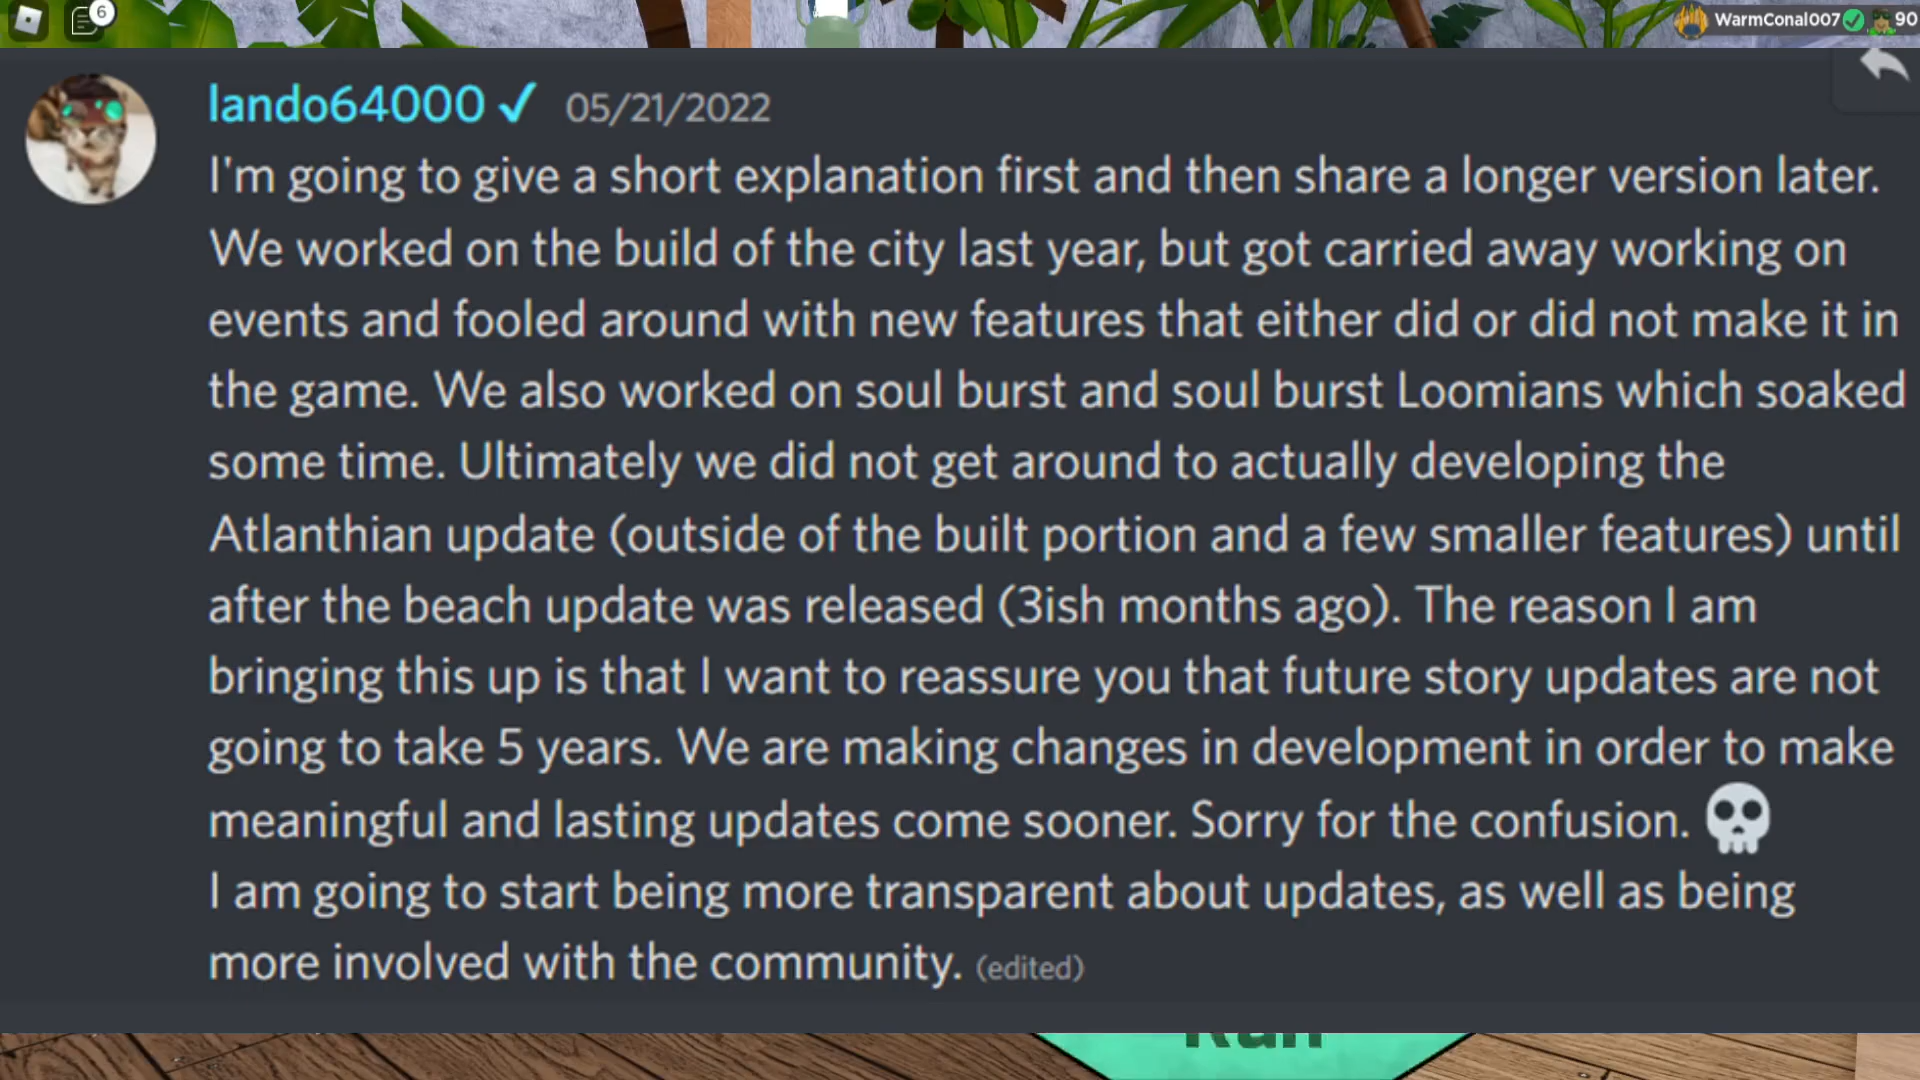 6
WarmConal007 90
lando64000 ✓ 05/21/2022
I'm going to give a short explanation first and then share a longer version later.
We worked on the build of the city last year, but got carried away working on
events and fooled around with new features that either did or did not make it in
the game. We also worked on soul burst and soul burst Loomians which soaked
some time. Ultimately we did not get around to actually developing the
Atlanthian update (outside of the built portion and a few smaller features) until
after the beach update was released (3ish months ago). The reason I am
bringing this up is that I want to reassure you that future story updates are not
going to take 5 years. We are making changes in development in order to make
meaningful and lasting updates come sooner. Sorry for the confusion. 💀
I am going to start being more transparent about updates, as well as being
more involved with the community. (edited)